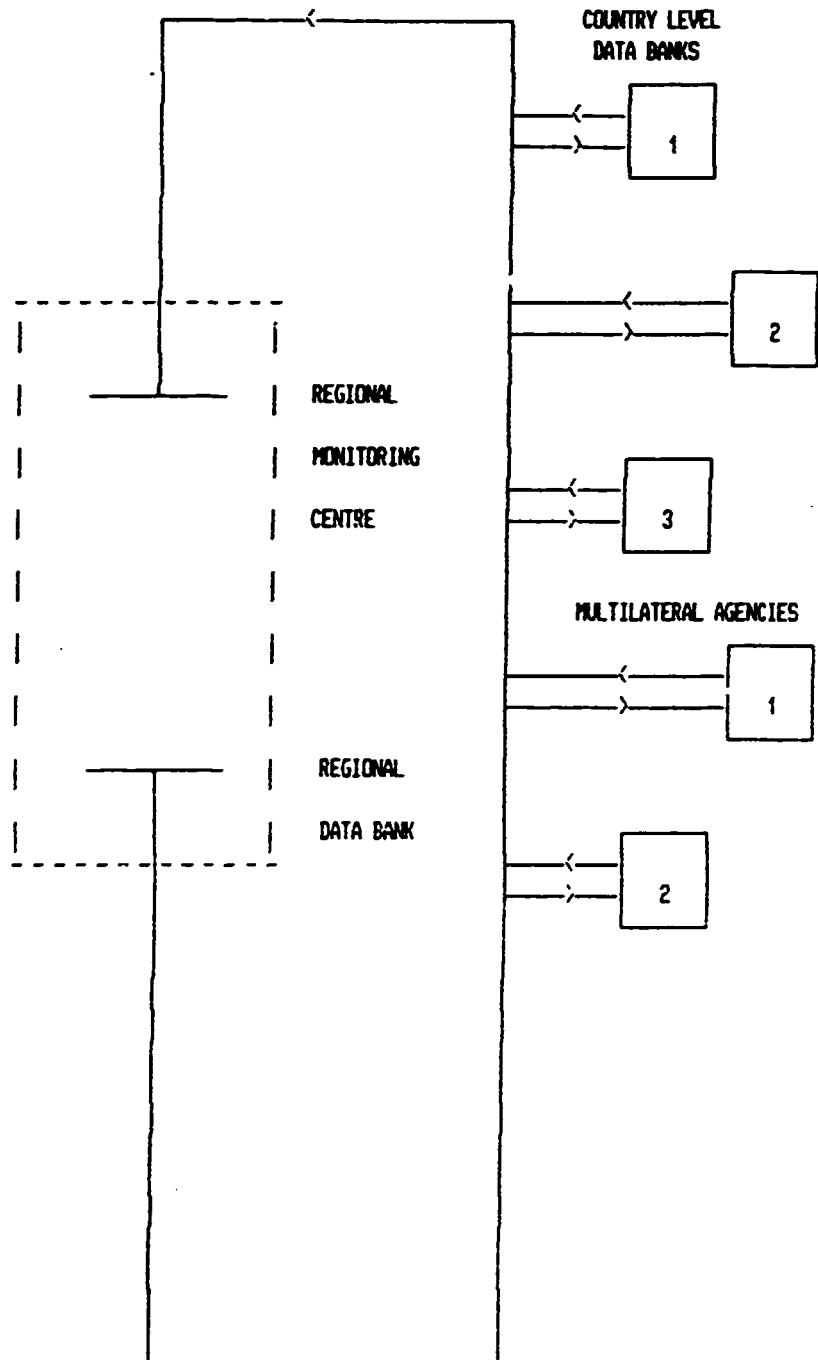 COUNTRY LEVEL
DATA BANKS
1
2
REGIONAL
MONITORING
CENTRE
3
MULTILATERAL AGENCIES
1
REGIONAL
DATA BANK
2